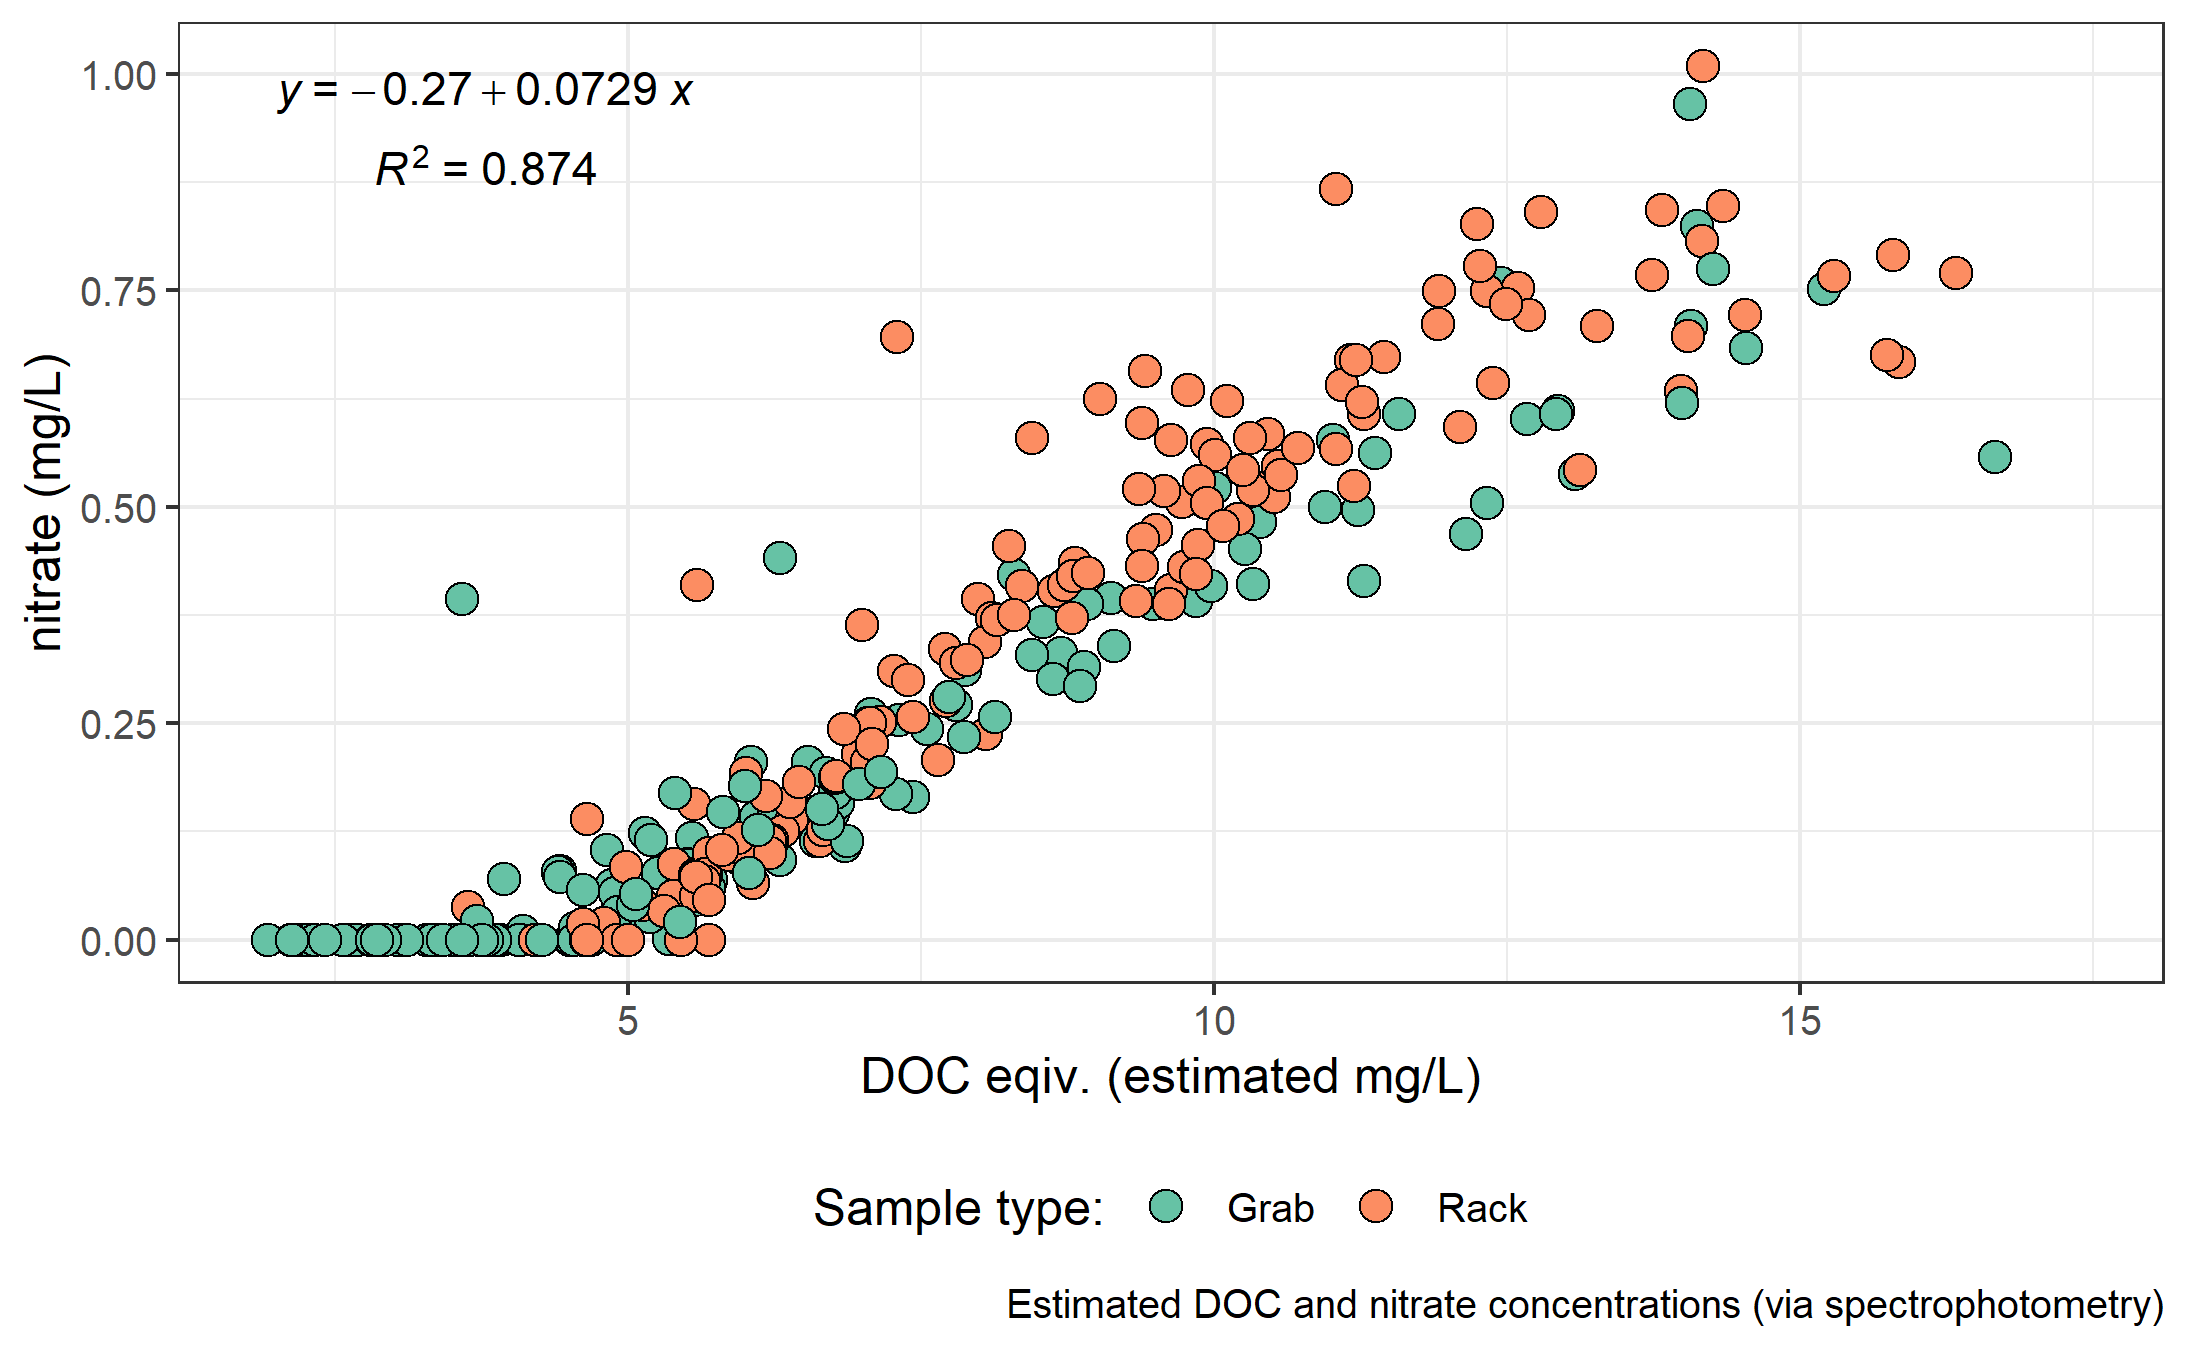 y = −0.27 + 0.0729 x
R² = 0.874
1.00
0.75
0.50
0.25
0.00
nitrate (mg/L)
5 10 15
DOC eqiv. (estimated mg/L)
Sample type: Grab Rack
Estimated DOC and nitrate concentrations (via spectrophotometry)